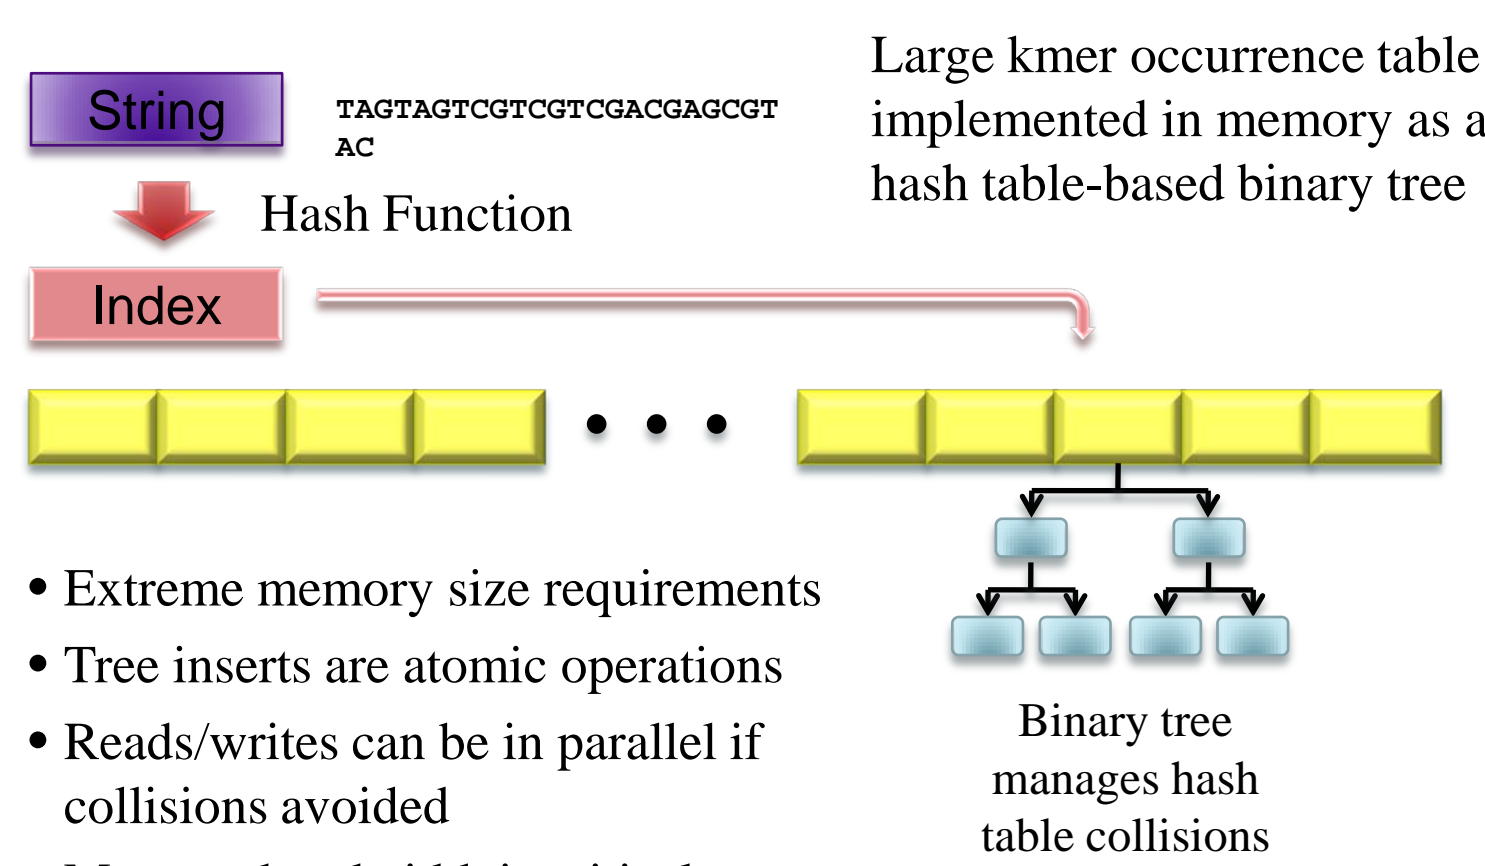 String
TAGTAGTCGTCGTCGACGAGCGT
AC
Large kmer occurrence table
implemented in memory as a
hash table-based binary tree
Hash Function
Index
• Extreme memory size requirements
• Tree inserts are atomic operations
• Reads/writes can be in parallel if
collisions avoided
Binary tree
manages hash
table collisions